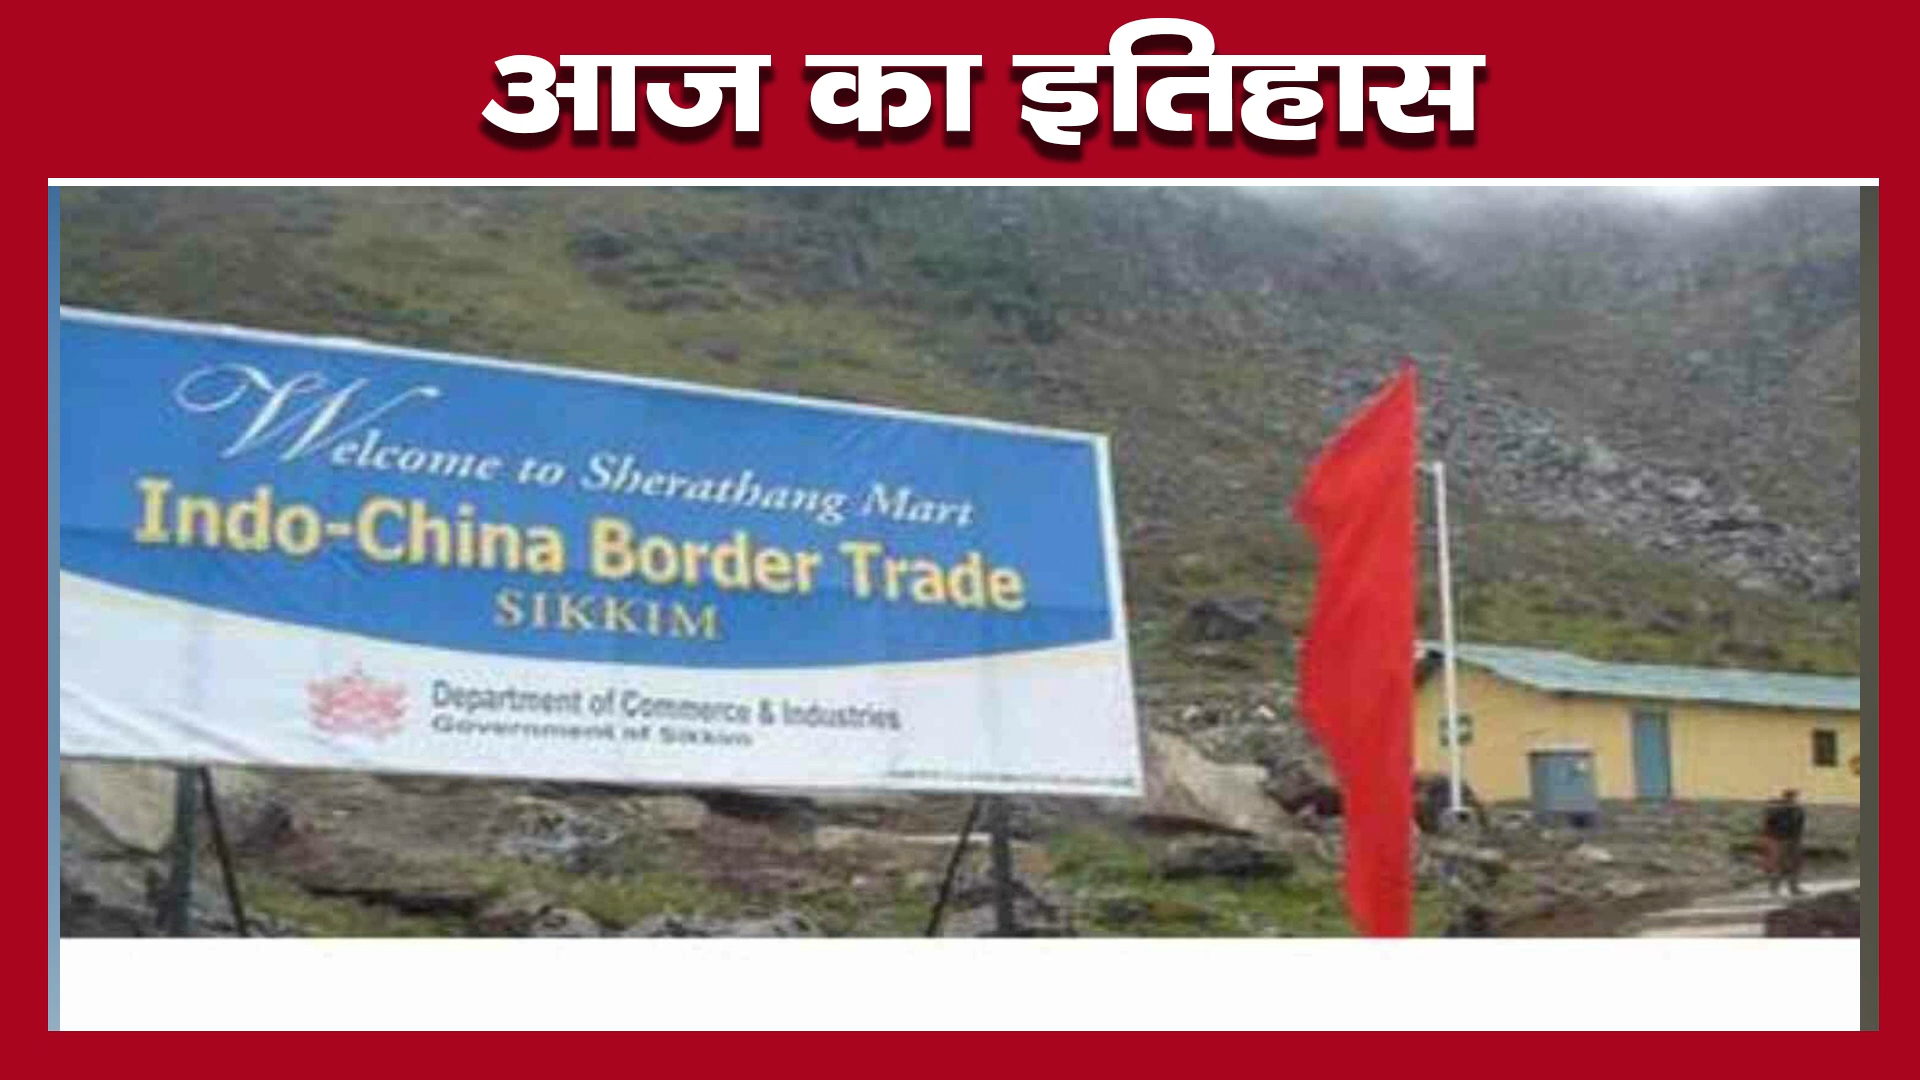 आज का इतिहास
Welcome to Sherathang Mart
Indo-China Border Trade
SIKKIM
Department of Commerce & Industries
Government of Sikkim